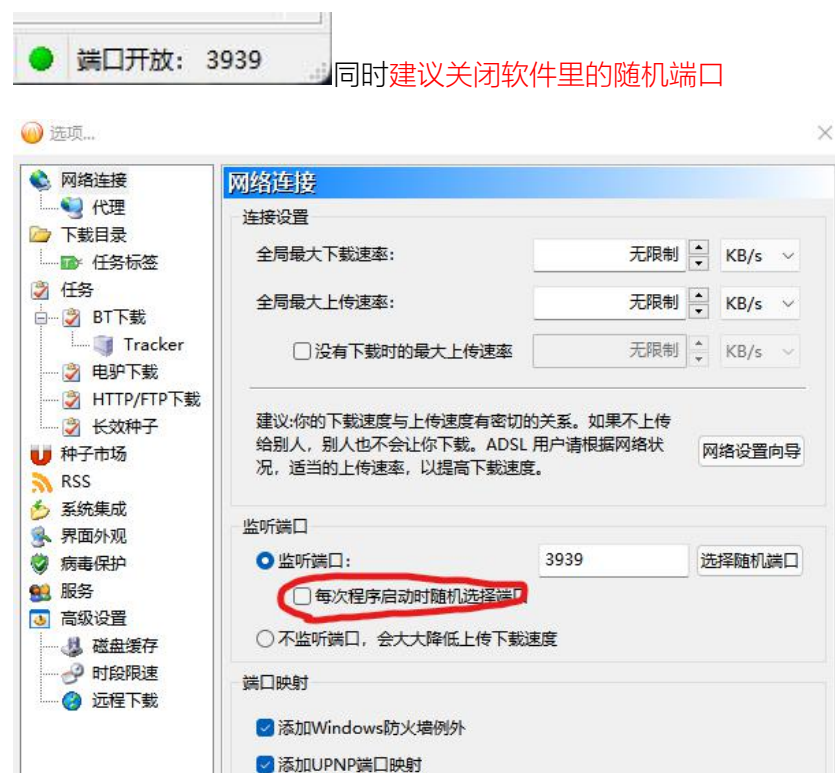 端口开放: 3939
同时建议关闭软件里的随机端口
选项...
网络连接
代理
下载目录
任务标签
任务
BT下载
Tracker
电驴下载
HTTP/FTP下载
长效种子
种子市场
RSS
系统集成
界面外观
病毒保护
服务
高级设置
磁盘缓存
时段限速
远程下载
网络连接
连接设置
全局最大下载速率: 无限制 KB/s
全局最大上传速率: 无限制 KB/s
没有下载时的最大上传速率 无限制 KB/s
建议:你的下载速度与上传速度有密切的关系。如果不上传
给别人，别人也不会让你下载。ADSL 用户请根据网络状
况，适当的上传速率，以提高下载速度。
网络设置向导
监听端口
监听端口: 3939 选择随机端口
每次程序启动时随机选择端口
不监听端口，会大大降低上传下载速度
端口映射
添加Windows防火墙例外
添加UPNP端口映射